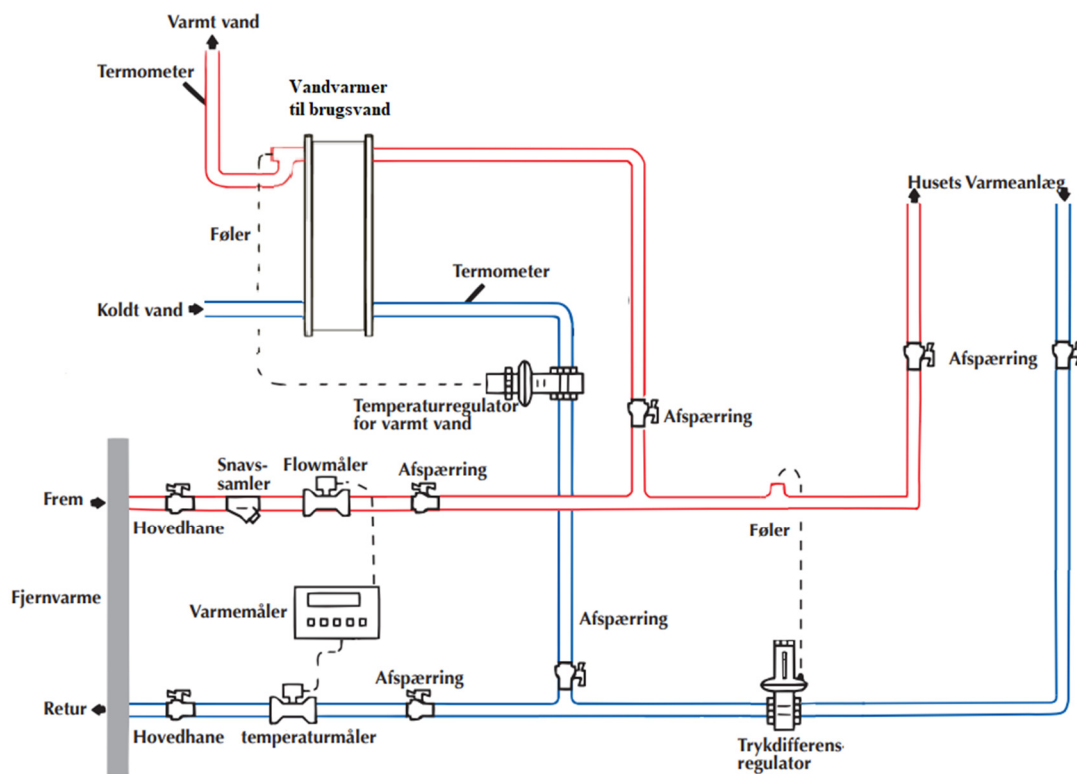 Varmt vand
Termometer
Vandvarmer
til brugsvand
Husets Varmeanlæg
Føler
Termometer
Koldt vand
Afspærring
Temperaturregulator
for varmt vand
Afspærring
Snavs-
samler
Flowmåler
Afspærring
Frem
Hovedhane
Føler
Fjernvarme
Varmemåler
Afspærring
Afspærring
Retur
Hovedhane
temperaturmåler
Trykdifferens-
regulator